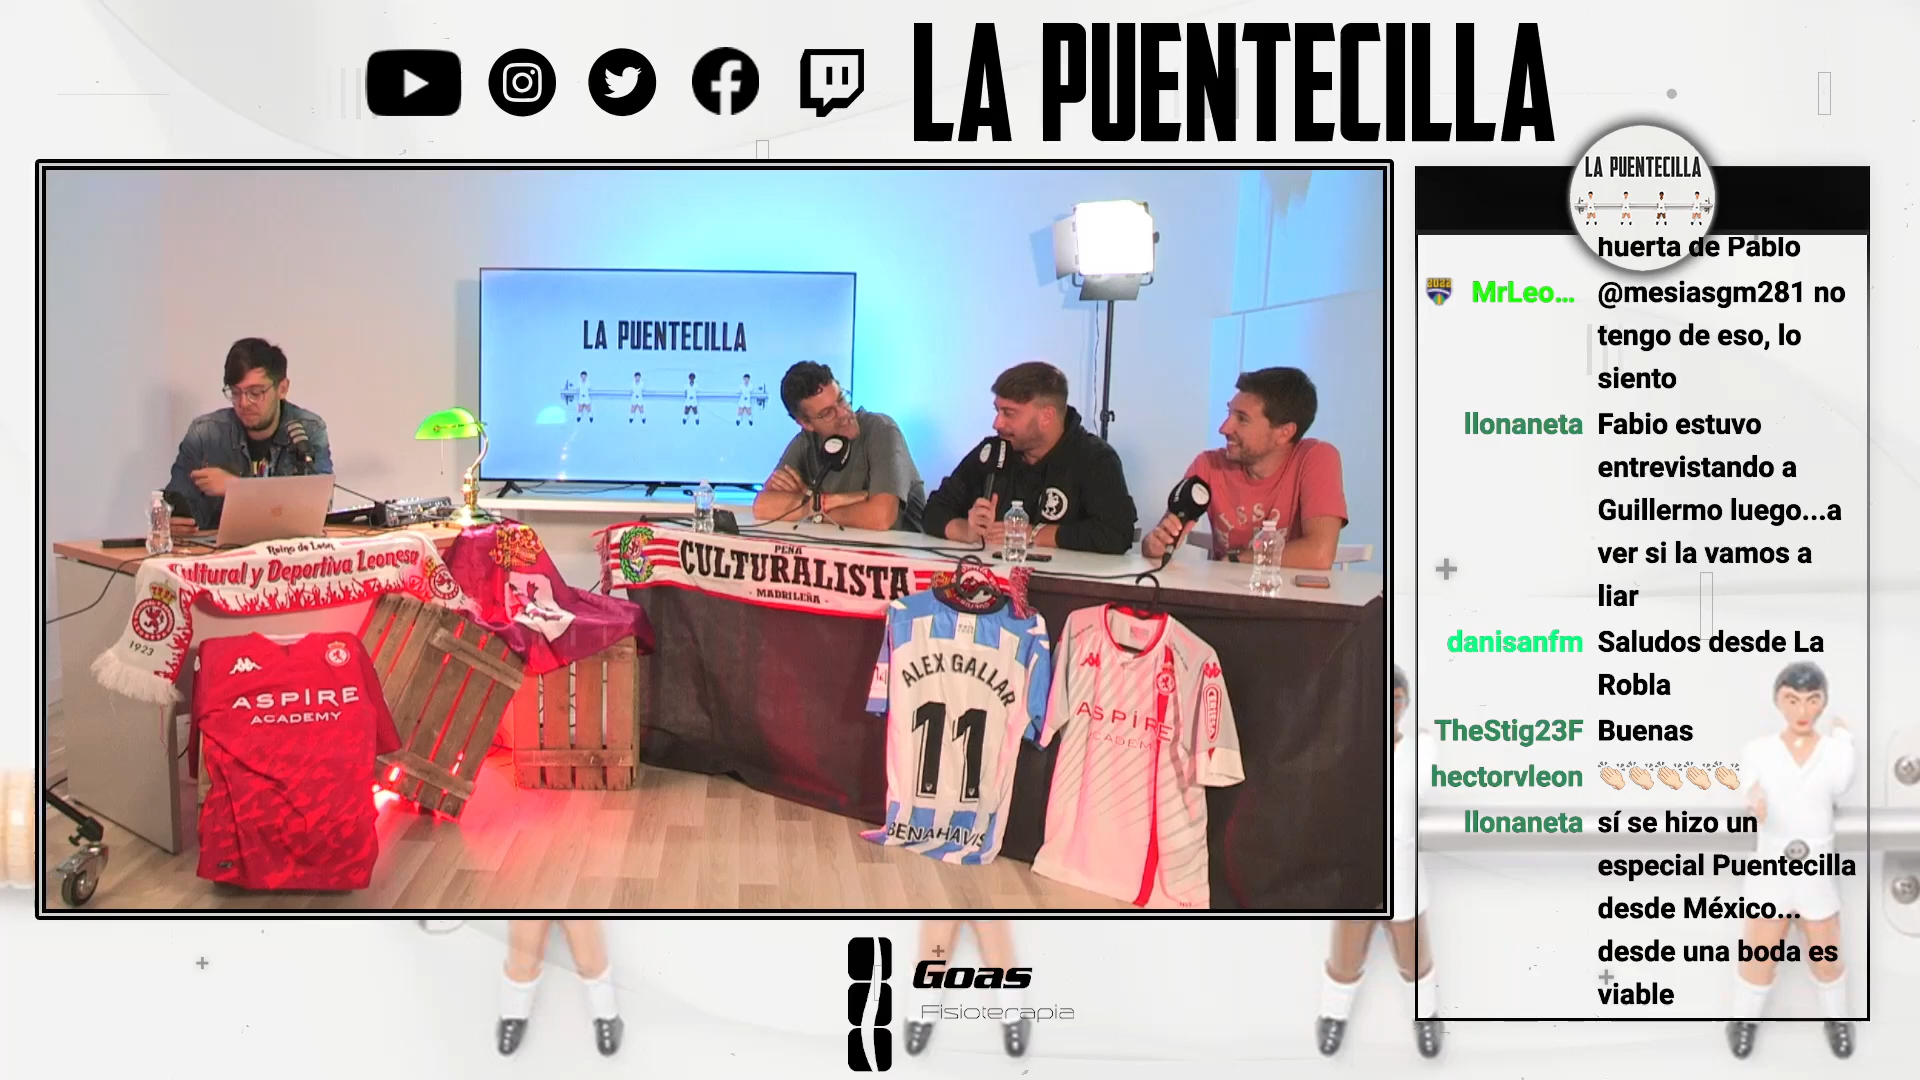 LA PUENTECILLA
LA PUENTECILLA
huerta de Pablo
MrLeo...
@mesiasgm281 no
tengo de eso, lo
siento
llonaneta
Fabio estuvo
entrevistando a
Guillermo luego...a
ver si la vamos a
liar
danisanfm
Saludos desde La
Robla
TheStig23F
Buenas
hectorvleon
👏🏻👏🏻👏🏻👏🏻👏🏻
llonaneta
sí se hizo un
especial Puentecilla
desde México...
desde una boda es
viable
LA PUENTECILLA
Reino de León
Cultural y Deportiva Leonesa
1923
PEÑA
CULTURALISTA
- MADRILEÑA -
ASPIRE
ACADEMY
ALEX GALLAR
11
BENAHAVIS
ASPIRE
ACADEMY
Goas
Fisioterapia